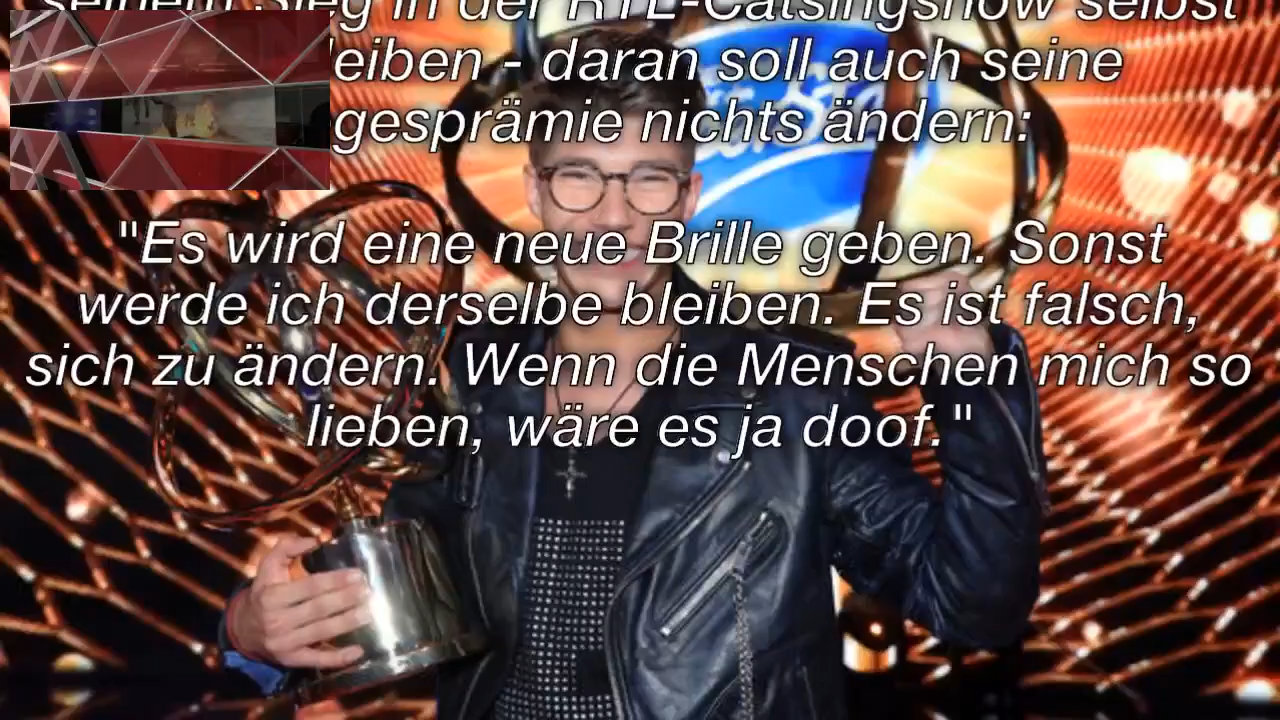 seinem Sieg in der RTL-Catsingshow selbst
eiben - daran soll auch seine
gesprämie nichts ändern:
"Es wird eine neue Brille geben. Sonst
werde ich derselbe bleiben. Es ist falsch,
sich zu ändern. Wenn die Menschen mich so
lieben, wäre es ja doof."